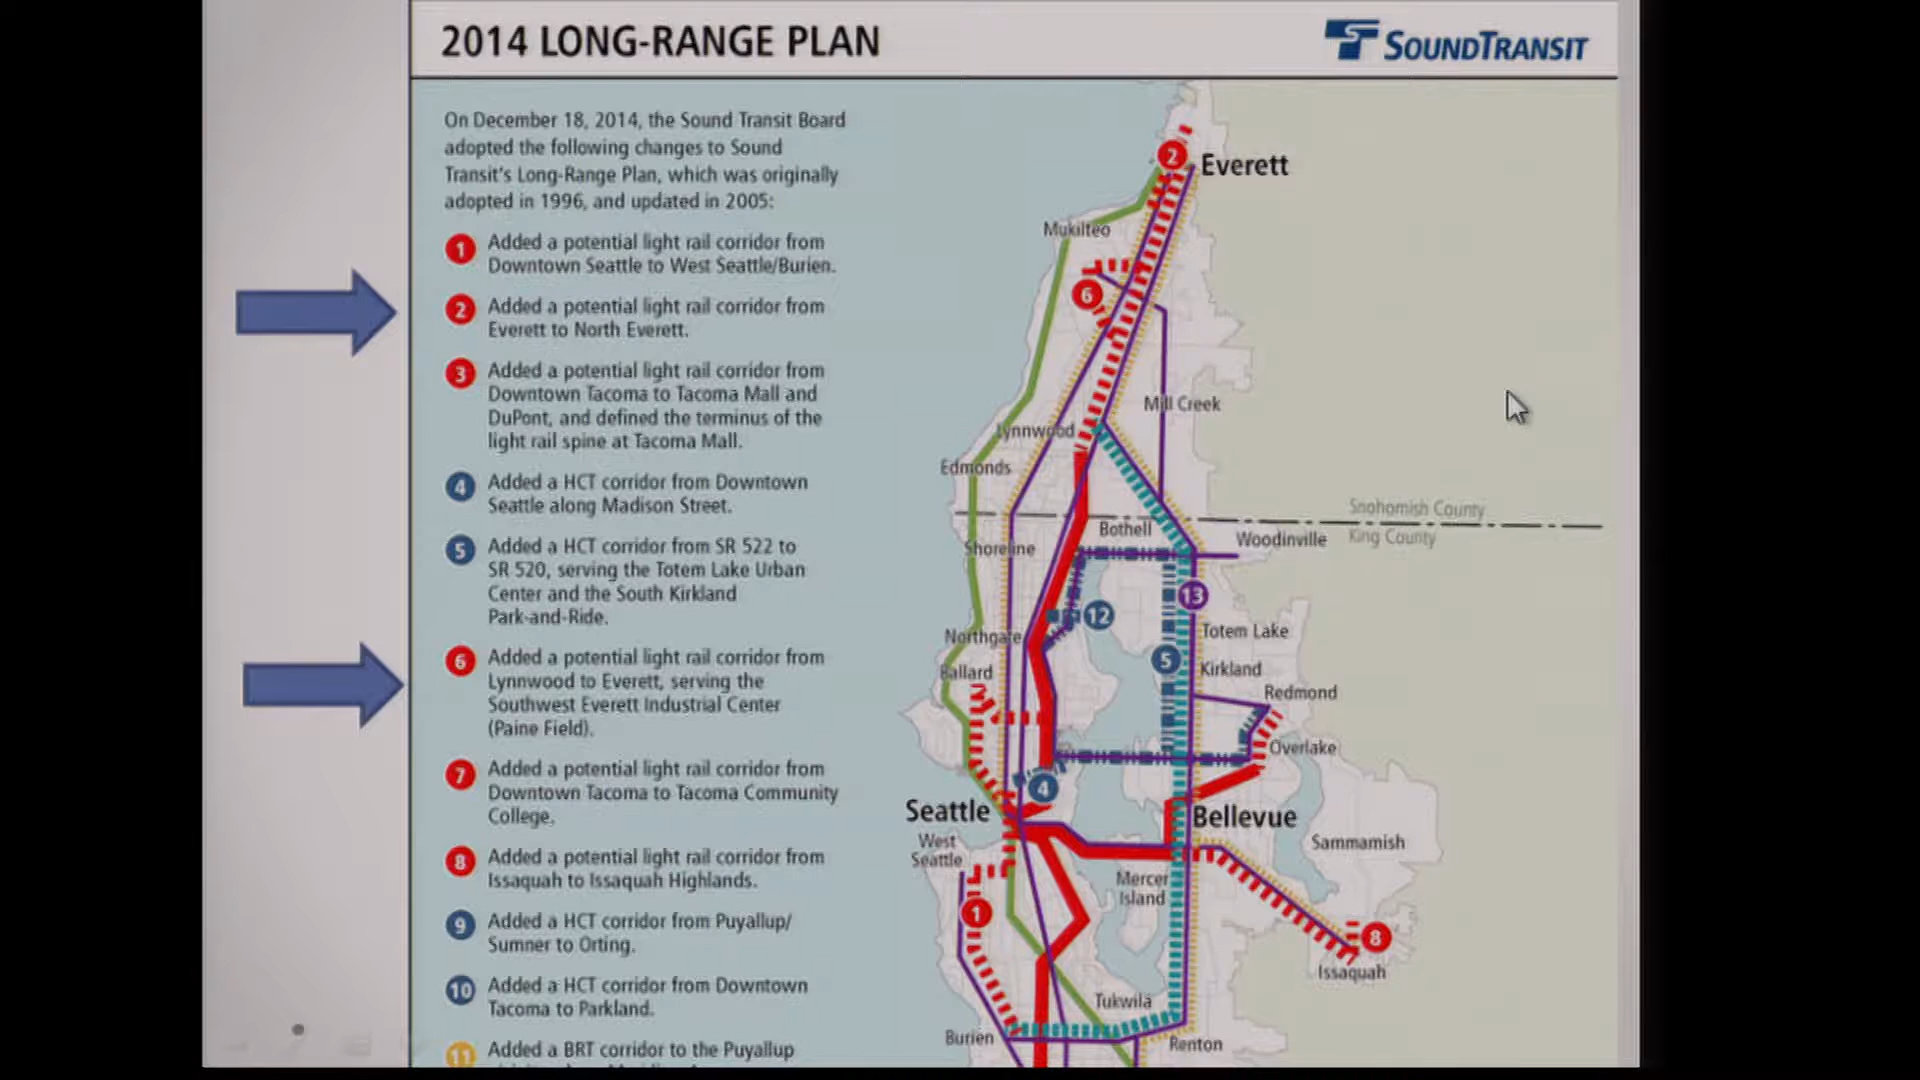 2014 LONG-RANGE PLAN
SOUNDTRANSIT
On December 18, 2014, the Sound Transit Board
adopted the following changes to Sound
Transit's Long-Range Plan, which was originally
adopted in 1996, and updated in 2005:
1 Added a potential light rail corridor from
Downtown Seattle to West Seattle/Burien.
2 Added a potential light rail corridor from
Everett to North Everett.
3 Added a potential light rail corridor from
Downtown Tacoma to Tacoma Mall and
DuPont, and defined the terminus of the
light rail spine at Tacoma Mall.
4 Added a HCT corridor from Downtown
Seattle along Madison Street.
5 Added a HCT corridor from SR 522 to
SR 520, serving the Totem Lake Urban
Center and the South Kirkland
Park-and-Ride.
6 Added a potential light rail corridor from
Lynnwood to Everett, serving the
Southwest Everett Industrial Center
(Paine Field).
7 Added a potential light rail corridor from
Downtown Tacoma to Tacoma Community
College.
8 Added a potential light rail corridor from
Issaquah to Issaquah Highlands.
9 Added a HCT corridor from Puyallup/
Sumner to Orting.
10 Added a HCT corridor from Downtown
Tacoma to Parkland.
11 Added a BRT corridor to the Puyallup
2
Everett
Mukilteo
6
Mill Creek
Lynnwood
Edmonds
Snohomish County
King County
Bothell
Woodinville
Shoreline
13
12
Totem Lake
Northgate
5
Kirkland
Ballard
Redmond
Overlake
4
Seattle
Bellevue
West
Seattle
Sammamish
Mercer
Island
1
8
Issaquah
Tukwila
Burien
Renton